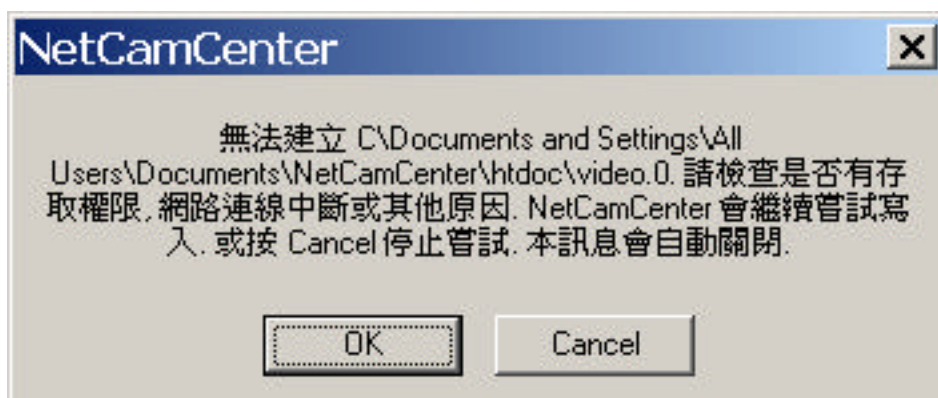 NetCamCenter
無法建立 C\Documents and Settings\All
Users\Documents\NetCamCenter\htdoc\video.0. 請檢查是否有存
取權限, 網路連線中斷或其他原因. NetCamCenter 會繼續嘗試寫
入. 或按 Cancel 停止嘗試. 本訊息會自動關閉.
OK
Cancel